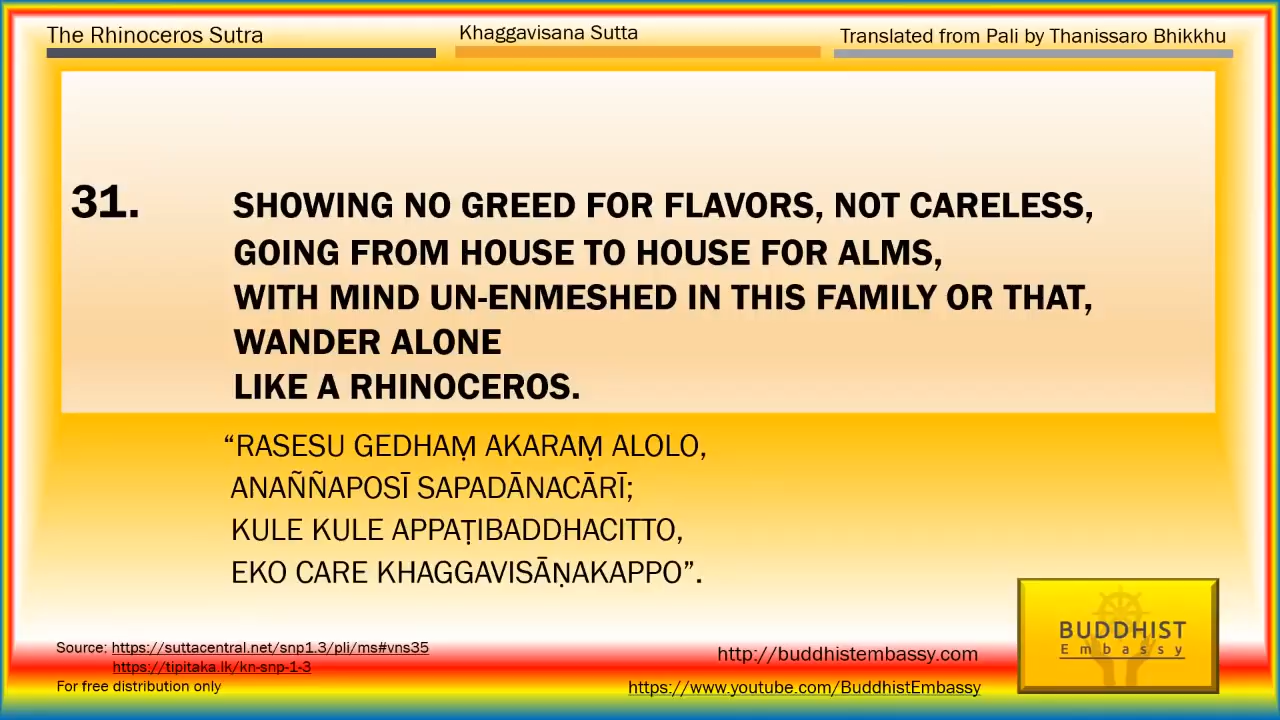 The Rhinoceros Sutra
Khaggavisana Sutta
Translated from Pali by Thanissaro Bhikkhu
31.
SHOWING NO GREED FOR FLAVORS, NOT CARELESS,
GOING FROM HOUSE TO HOUSE FOR ALMS,
WITH MIND UN-ENMESHED IN THIS FAMILY OR THAT,
WANDER ALONE
LIKE A RHINOCEROS.
“RASESU GEDHAṂ AKARAṂ ALOLO,
ANAÑÑAPOSĪ SAPADĀNACĀRĪ;
KULE KULE APPAṬIBADDHACITTO,
EKO CARE KHAGGAVISĀṆAKAPPO”.
Source: https://suttacentral.net/snp1.3/pli/ms#vns35
https://tipitaka.lk/kn-snp-1-3
For free distribution only
http://buddhistembassy.com
https://www.youtube.com/BuddhistEmbassy
BUDDHIST
Embassy